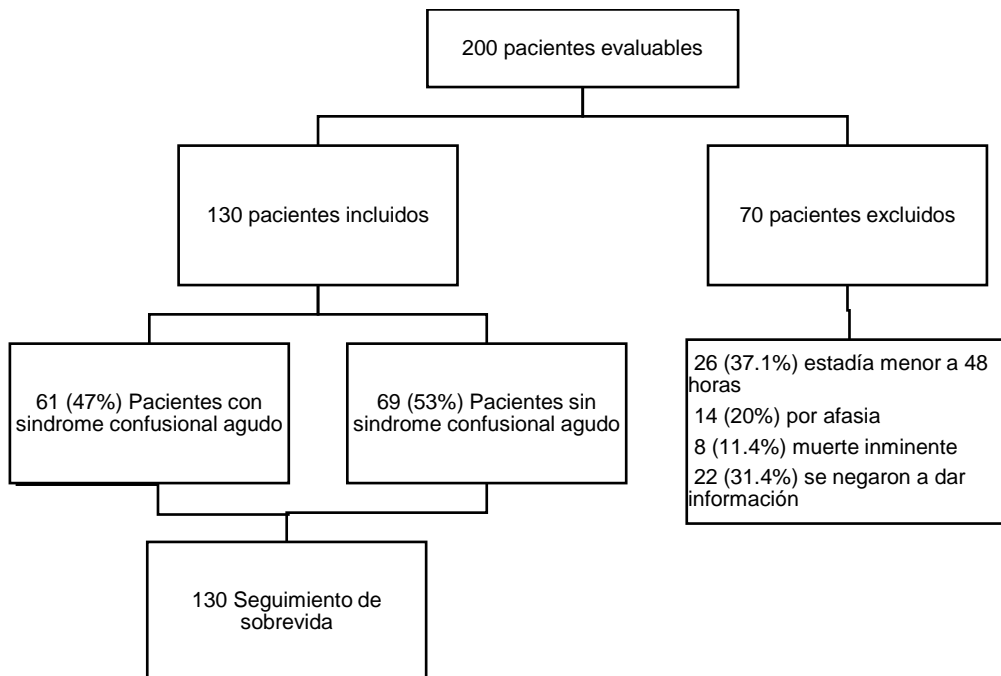 200 pacientes evaluables
130 pacientes incluidos
70 pacientes excluidos
61 (47%) Pacientes con
sindrome confusional agudo
69 (53%) Pacientes sin
sindrome confusional agudo
26 (37.1%) estadía menor a 48
horas
14 (20%) por afasia
8 (11.4%) muerte inminente
22 (31.4%) se negaron a dar
información
130 Seguimiento de
sobrevida